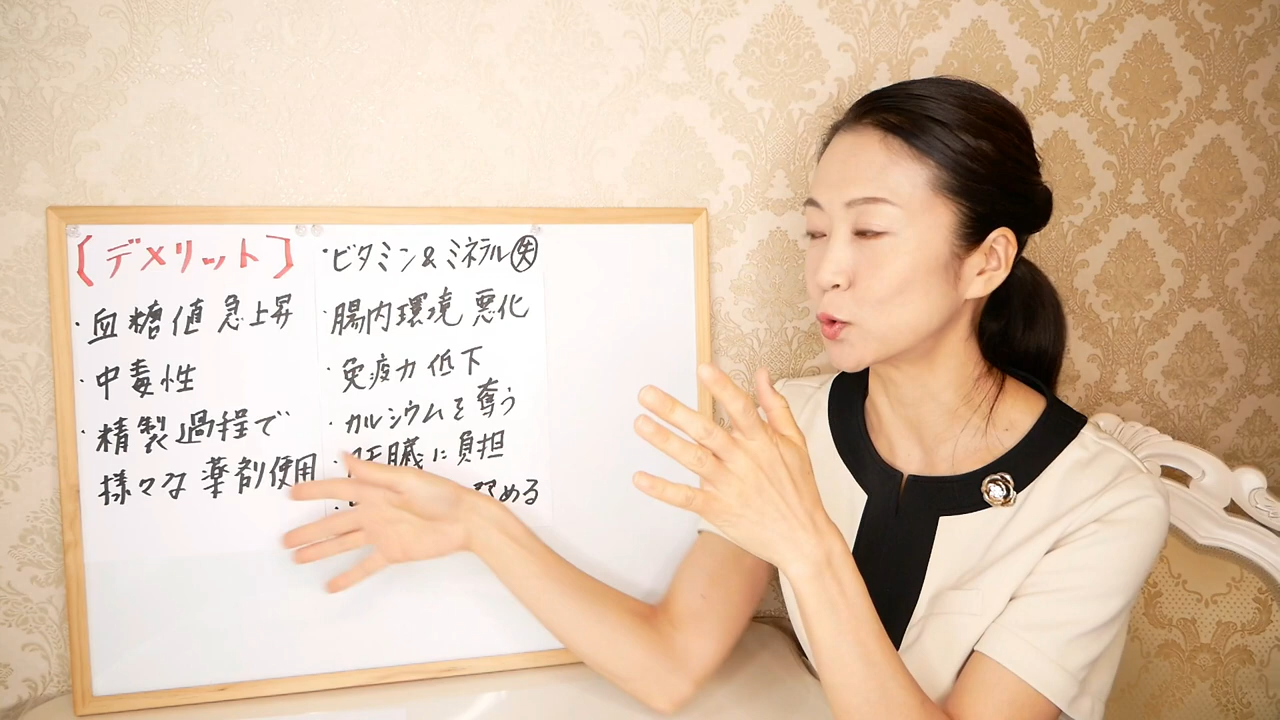 【デメリット】
・血糖値 急上昇
・中毒性
・精製過程で
様々な薬剤使用
・ビタミン&ミネラル㊛
・腸内環境 悪化
・免疫力 低下
・カルシウムを奪う
・肝臓に負担
める